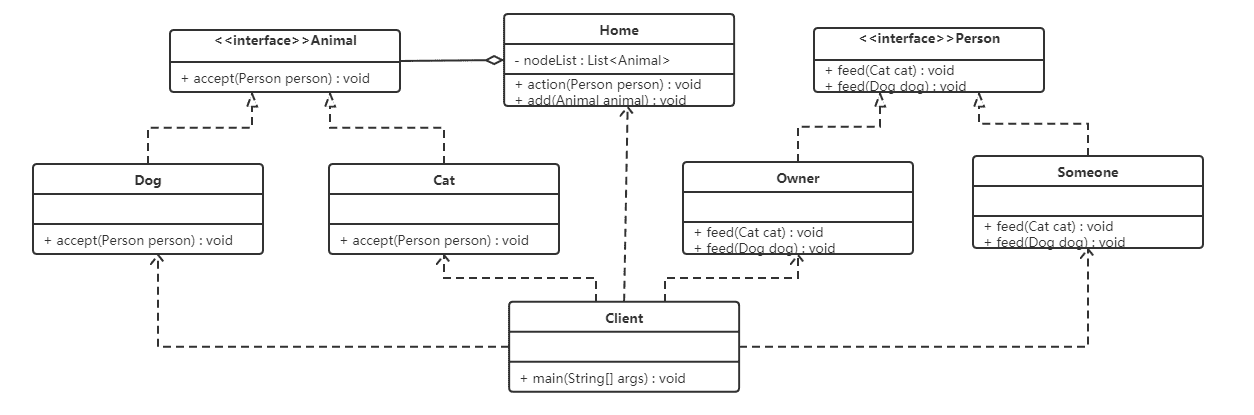 <<interface>>Animal
+ accept(Person person) : void
Home
- nodeList : List<Animal>
+ action(Person person) : void
+ add(Animal animal) : void
<<interface>>Person
+ feed(Cat cat) : void
+ feed(Dog dog) : void
Dog
+ accept(Person person) : void
Cat
+ accept(Person person) : void
Owner
+ feed(Cat cat) : void
+ feed(Dog dog) : void
Someone
+ feed(Cat cat) : void
+ feed(Dog dog) : void
Client
+ main(String[] args) : void